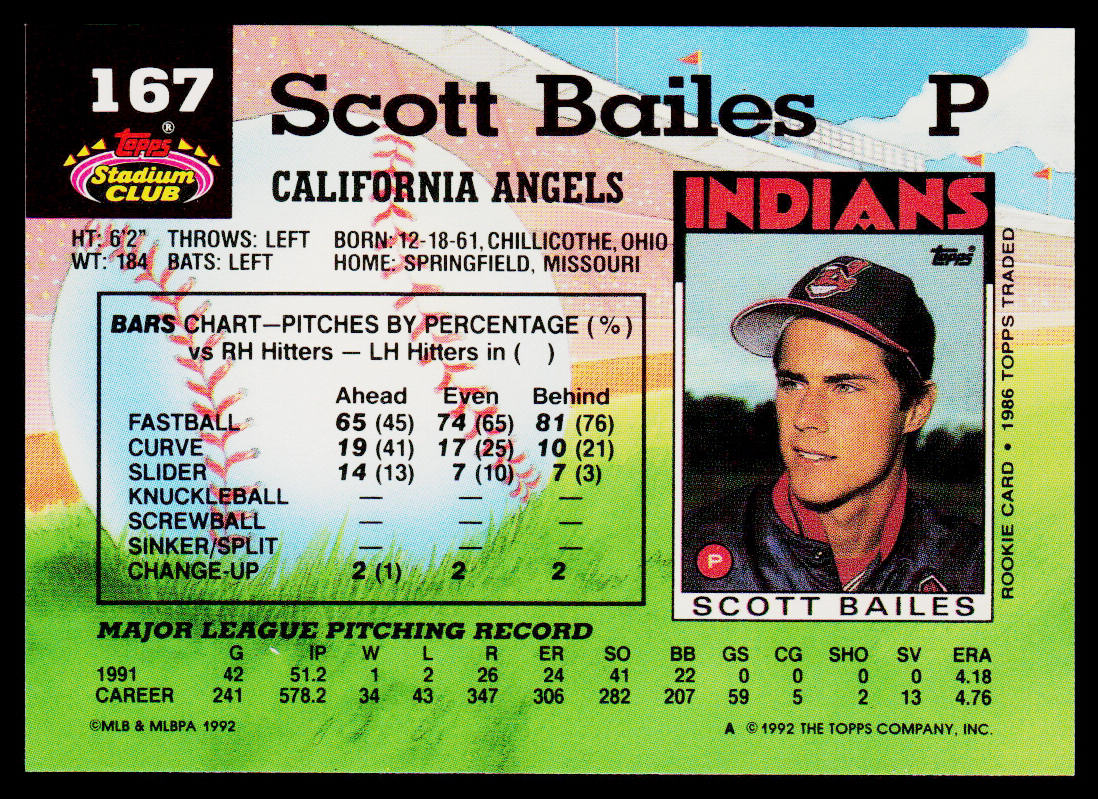 167
Topps®
Stadium
CLUB
Scott Bailes P
CALIFORNIA ANGELS
HT: 6'2" THROWS: LEFT BORN: 12-18-61, CHILLICOTHE, OHIO
WT: 184 BATS: LEFT HOME: SPRINGFIELD, MISSOURI
BARS CHART—PITCHES BY PERCENTAGE (%)
vs RH Hitters — LH Hitters in ( )
Ahead Even Behind
FASTBALL 65 (45) 74 (65) 81 (76)
CURVE 19 (41) 17 (25) 10 (21)
SLIDER 14 (13) 7 (10) 7 (3)
KNUCKLEBALL — — —
SCREWBALL — — —
SINKER/SPLIT — — —
CHANGE-UP 2 (1) 2 2
INDIANS
Topps®
P
SCOTT BAILES
ROOKIE CARD • 1986 TOPPS TRADED
MAJOR LEAGUE PITCHING RECORD
G IP W L R ER SO BB GS CG SHO SV ERA
1991 42 51.2 1 2 26 24 41 22 0 0 0 0 4.18
CAREER 241 578.2 34 43 347 306 282 207 59 5 2 13 4.76
©MLB & MLBPA 1992 A ©1992 THE TOPPS COMPANY, INC.